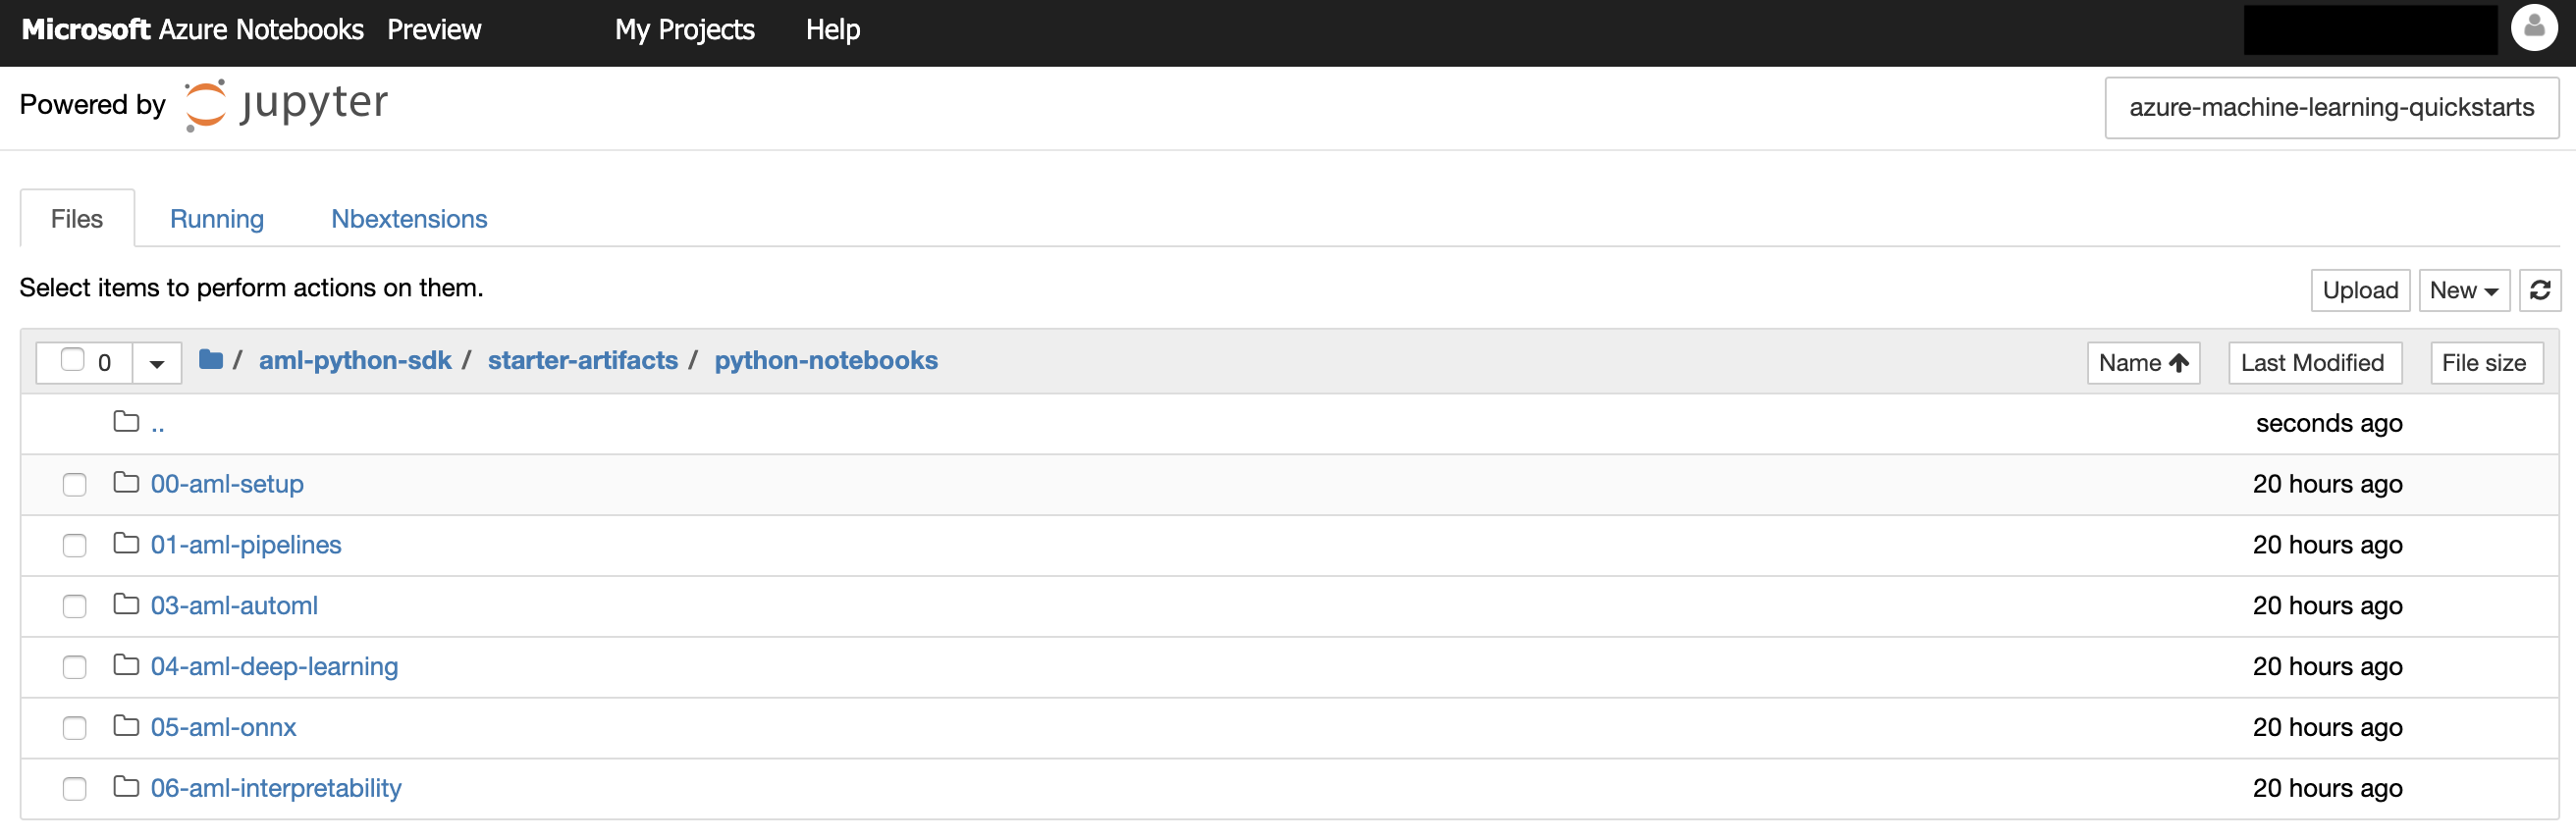 Microsoft Azure Notebooks Preview My Projects Help
Powered by jupyter azure-machine-learning-quickstarts
Files Running Nbextensions
Select items to perform actions on them. Upload New
0 / aml-python-sdk / starter-artifacts / python-notebooks Name Last Modified File size
.. seconds ago
00-aml-setup 20 hours ago
01-aml-pipelines 20 hours ago
03-aml-automl 20 hours ago
04-aml-deep-learning 20 hours ago
05-aml-onnx 20 hours ago
06-aml-interpretability 20 hours ago